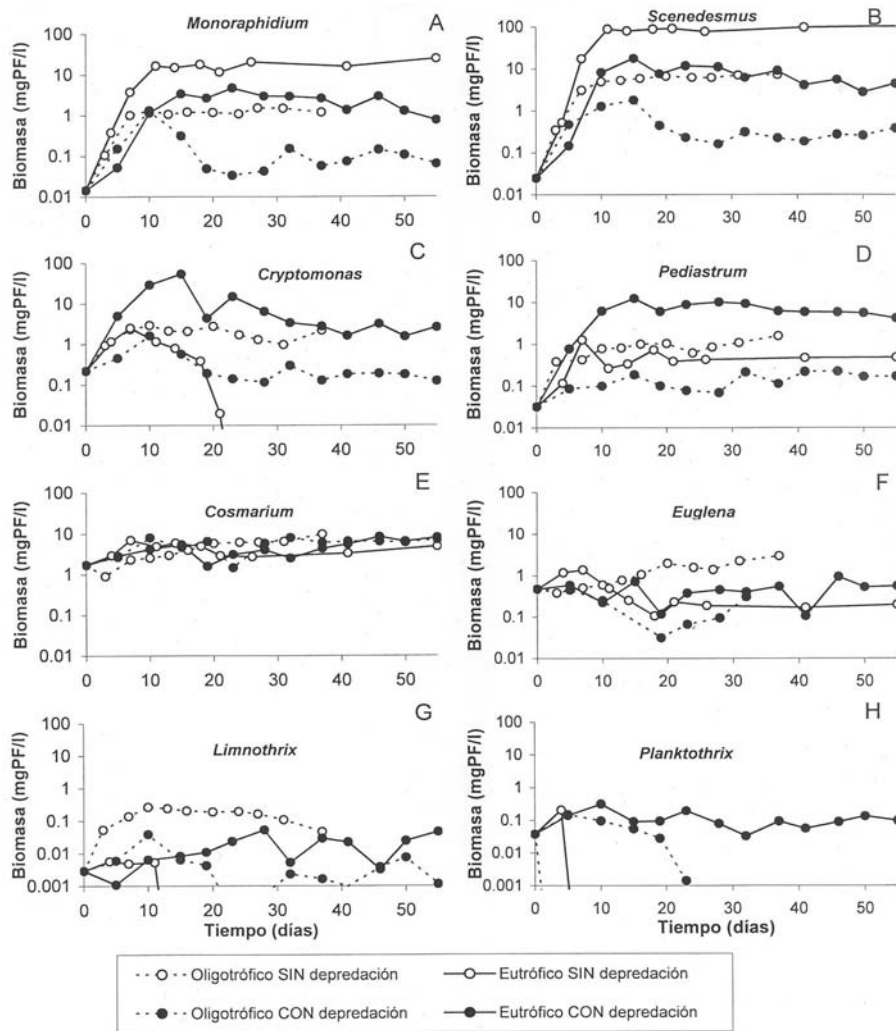 Monoraphidium
A
Biomasa (mgPF/l)
100
10
1
0.1
0.01
0 10 20 30 40 50
Scenedesmus
B
Biomasa (mgPF/l)
100
10
1
0.1
0.01
0 10 20 30 40 50
Cryptomonas
C
Biomasa (mgPF/l)
100
10
1
0.1
0.01
0 10 20 30 40 50
Pediastrum
D
Biomasa (mgPF/l)
100
10
1
0.1
0.01
0 10 20 30 40 50
Cosmarium
E
Biomasa (mgPF/l)
100
10
1
0.1
0.01
0 10 20 30 40 50
Euglena
F
Biomasa (mgPF/l)
100
10
1
0.1
0.01
0 10 20 30 40 50
Limnothrix
G
Biomasa (mgPF/l)
100
10
1
0.1
0.01
0.001
0 10 20 30 40 50
Tiempo (días)
Planktothrix
H
Biomasa (mgPF/l)
100
10
1
0.1
0.01
0.001
0 10 20 30 40 50
Tiempo (días)
Oligotrófico SIN depredación
Eutrófico SIN depredación
Oligotrófico CON depredación
Eutrófico CON depredación